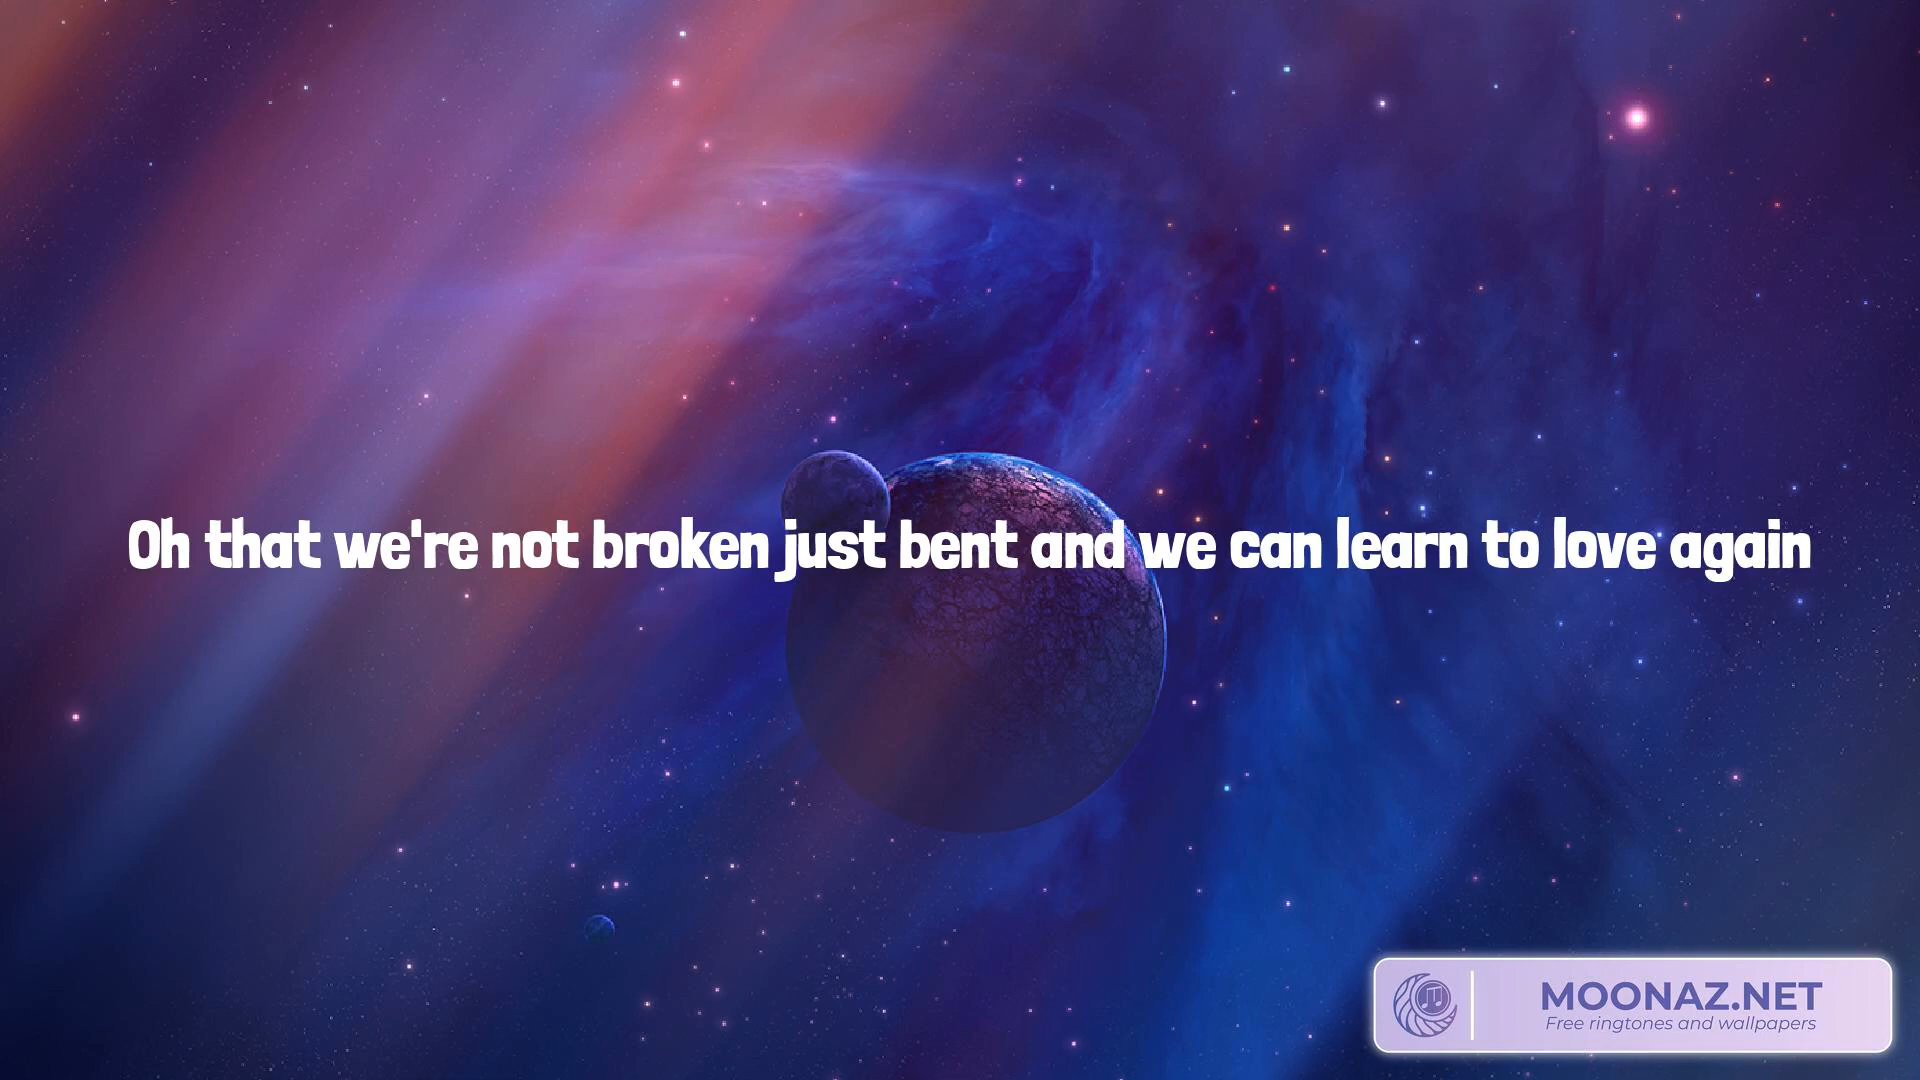 Oh that we're not broken just bent and we can learn to love again
MOONAZ.NET
Free ringtones and wallpapers